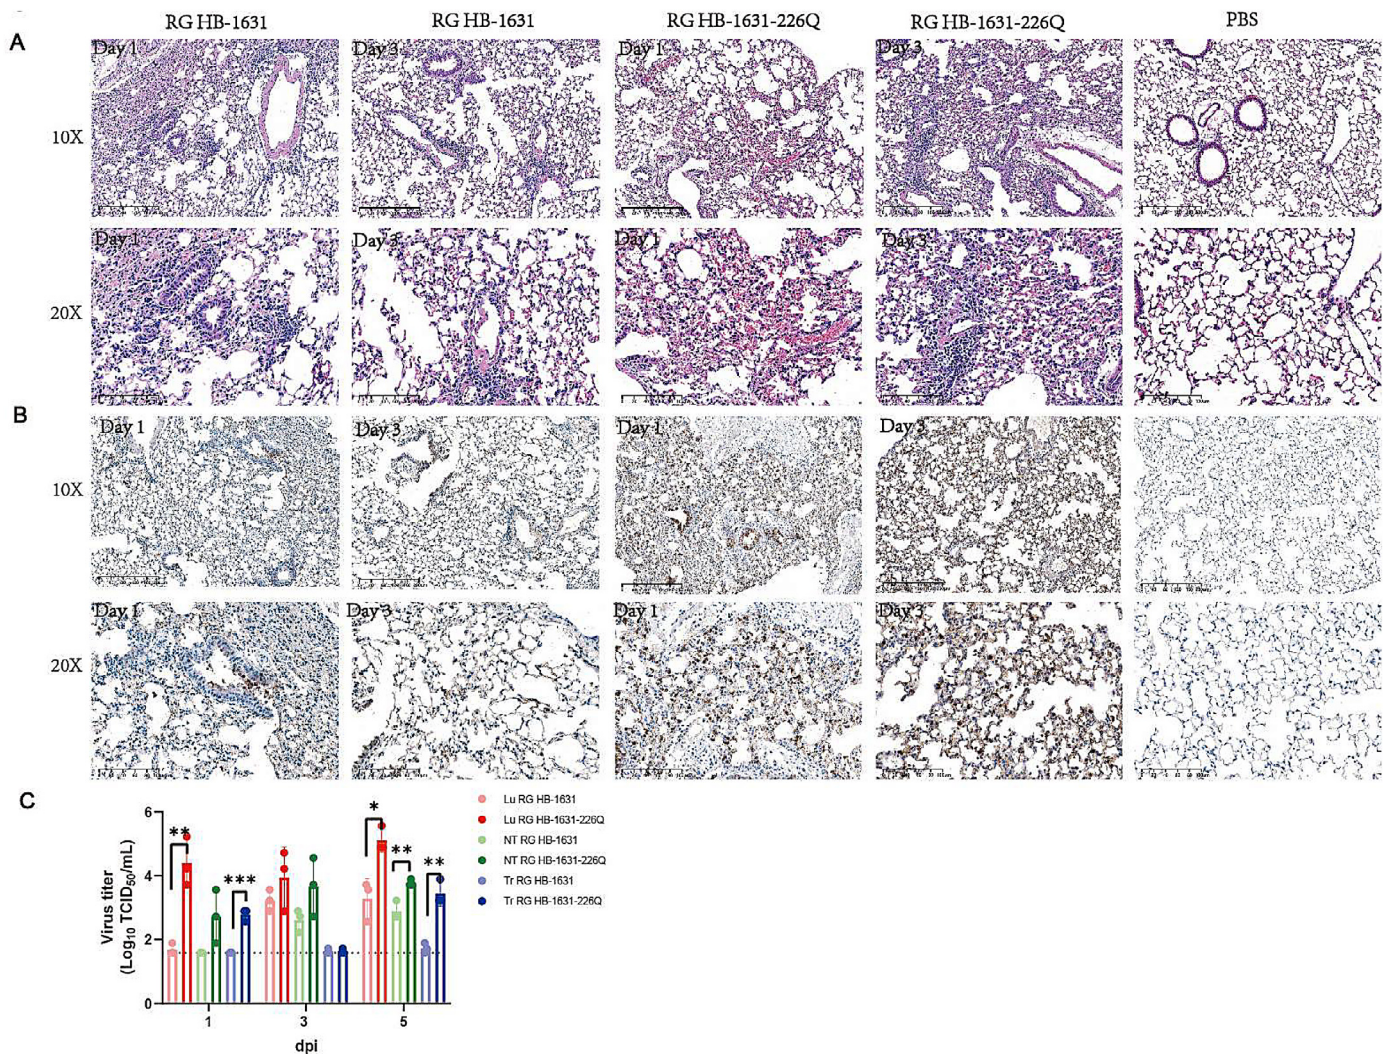 RG HB-1631 RG HB-1631 RG HB-1631-226Q RG HB-1631-226Q PBS
A
Day 1 Day 3 Day 1 Day 3
10X
Day 1 Day 3 Day 1 Day 3
20X
B
Day 1 Day 3 Day 1 Day 3
10X
Day 1 Day 3 Day 1 Day 3
20X
C
Virus titer
(Log10 TCID50/mL)
6
4
2
0
** *** * ** **
1 3 5
dpi
Lu RG HB-1631
Lu RG HB-1631-226Q
NT RG HB-1631
NT RG HB-1631-226Q
Tr RG HB-1631
Tr RG HB-1631-226Q